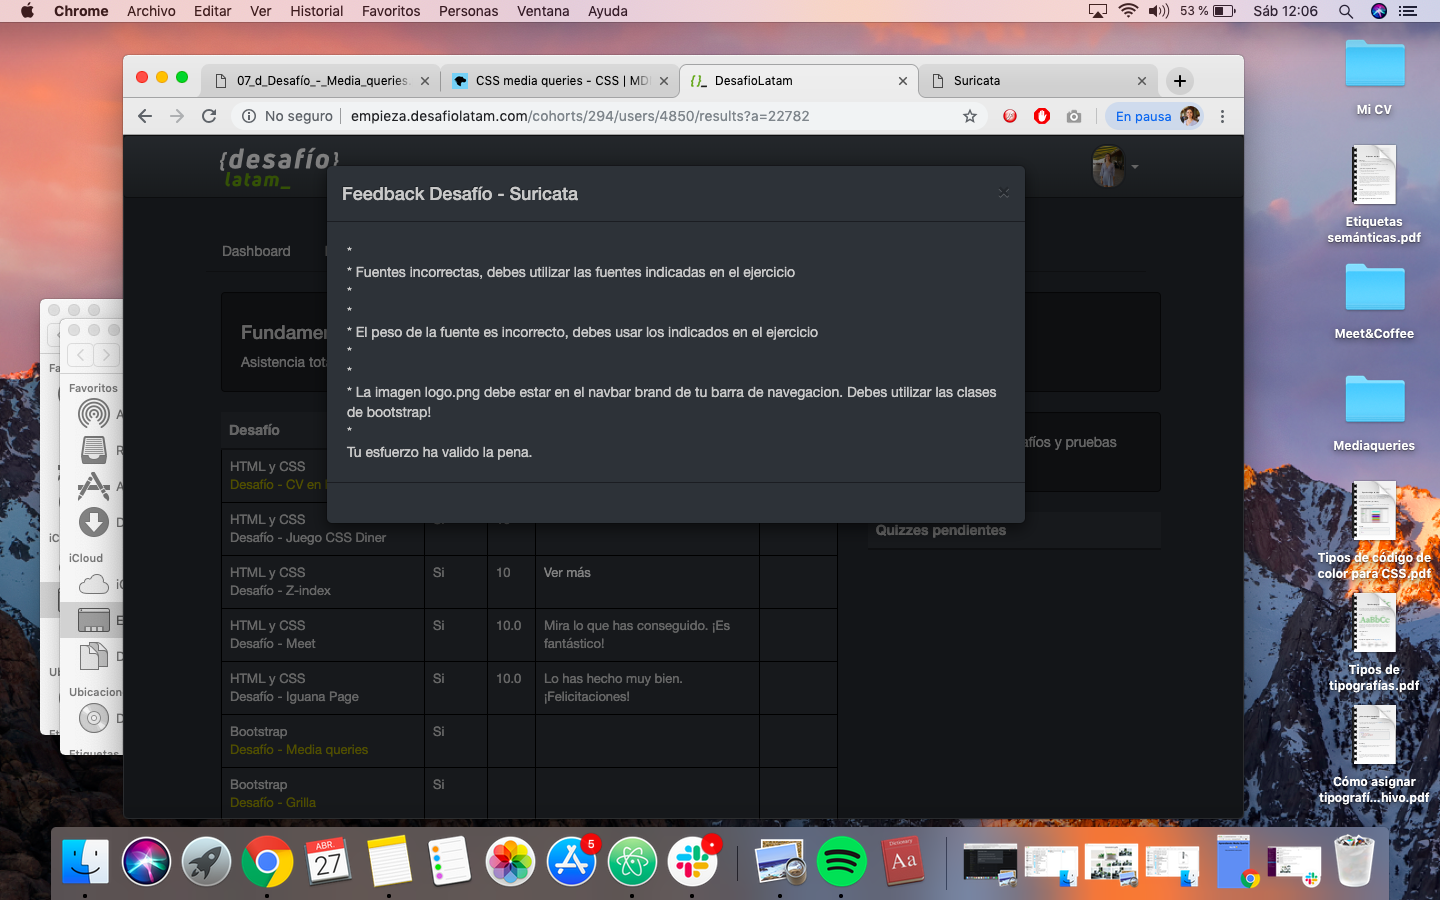 Chrome Archivo Editar Ver Historial Favoritos Personas Ventana Ayuda 53 % Sáb 12:06
07_d_Desafío_-_Media_queries. CSS media queries - CSS | MD DesafioLatam Suricata
No seguro empieza.desafiolatam.com/cohorts/294/users/4850/results?a=22782 En pausa
{desafío}
latam_
Feedback Desafío - Suricata
Dashboard
*
* Fuentes incorrectas, debes utilizar las fuentes indicadas en el ejercicio
*
*
* El peso de la fuente es incorrecto, debes usar los indicados en el ejercicio
*
*
* La imagen logo.png debe estar en el navbar brand de tu barra de navegacion. Debes utilizar las clases
de bootstrap!
*
Tu esfuerzo ha valido la pena.
Fundamen
Asistencia tot
afíos y pruebas
Desafío
HTML y CSS
Desafío - CV en
HTML y CSS
Desafío - Juego CSS Diner
HTML y CSS Si 10 Ver más
Desafío - Z-index
HTML y CSS Si 10.0 Mira lo que has conseguido. ¡Es
Desafío - Meet fantástico!
HTML y CSS Si 10.0 Lo has hecho muy bien.
Desafío - Iguana Page ¡Felicitaciones!
Bootstrap Si
Desafío - Media queries
Bootstrap Si
Desafío - Grilla
Quizzes pendientes
Fa
Favoritos
A
R
A
D
iC
iCloud
iC
E
D
Ub
Ubicacion
D
Et
Etiquetas
Mi CV
Etiquetas
semánticas.pdf
Meet&Coffee
Mediaqueries
Tipos de código de
color para CSS.pdf
AaBbCc
Tipos de
tipografías.pdf
Cómo asignar
tipografí...hivo.pdf
ABR.
27
5
Dictionary
Aa